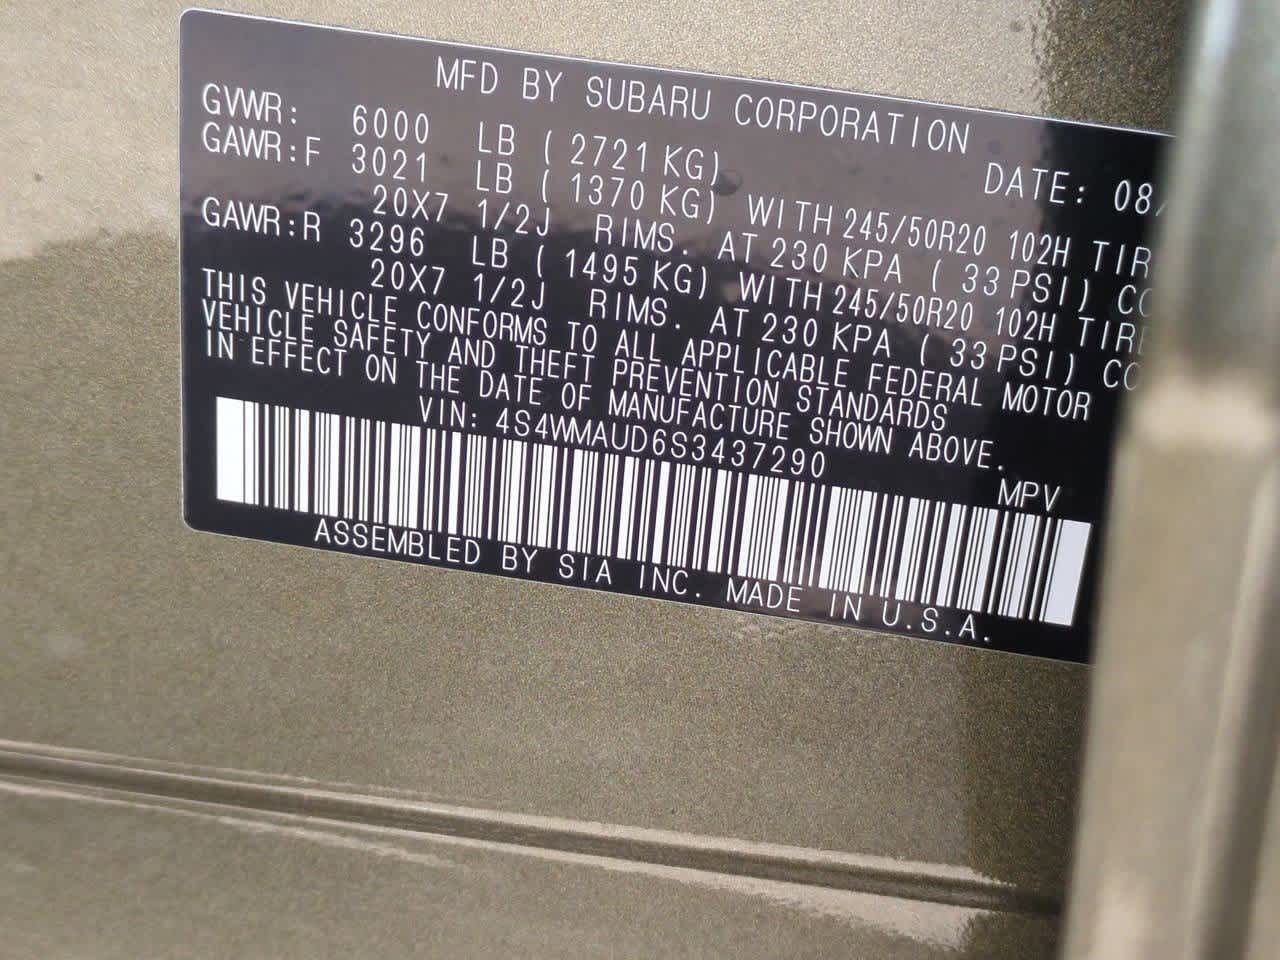 MFD BY SUBARU CORPORATION
DATE: 08/
GVWR: 6000 LB ( 2721 KG)
GAWR:F 3021 LB ( 1370 KG) WITH 245/50R20 102H TIR
20X7 1/2J RIMS. AT 230 KPA ( 33 PSI) CO
GAWR:R 3296 LB ( 1495 KG) WITH 245/50R20 102H TIRE
20X7 1/2J RIMS. AT 230 KPA ( 33 PSI) CO
THIS VEHICLE CONFORMS TO ALL APPLICABLE FEDERAL MOTOR
VEHICLE SAFETY AND THEFT PREVENTION STANDARDS
IN EFFECT ON THE DATE OF MANUFACTURE SHOWN ABOVE.
VIN: 4S4WMAUD6S3437290
MPV
ASSEMBLED BY SIA INC. MADE IN U.S.A.